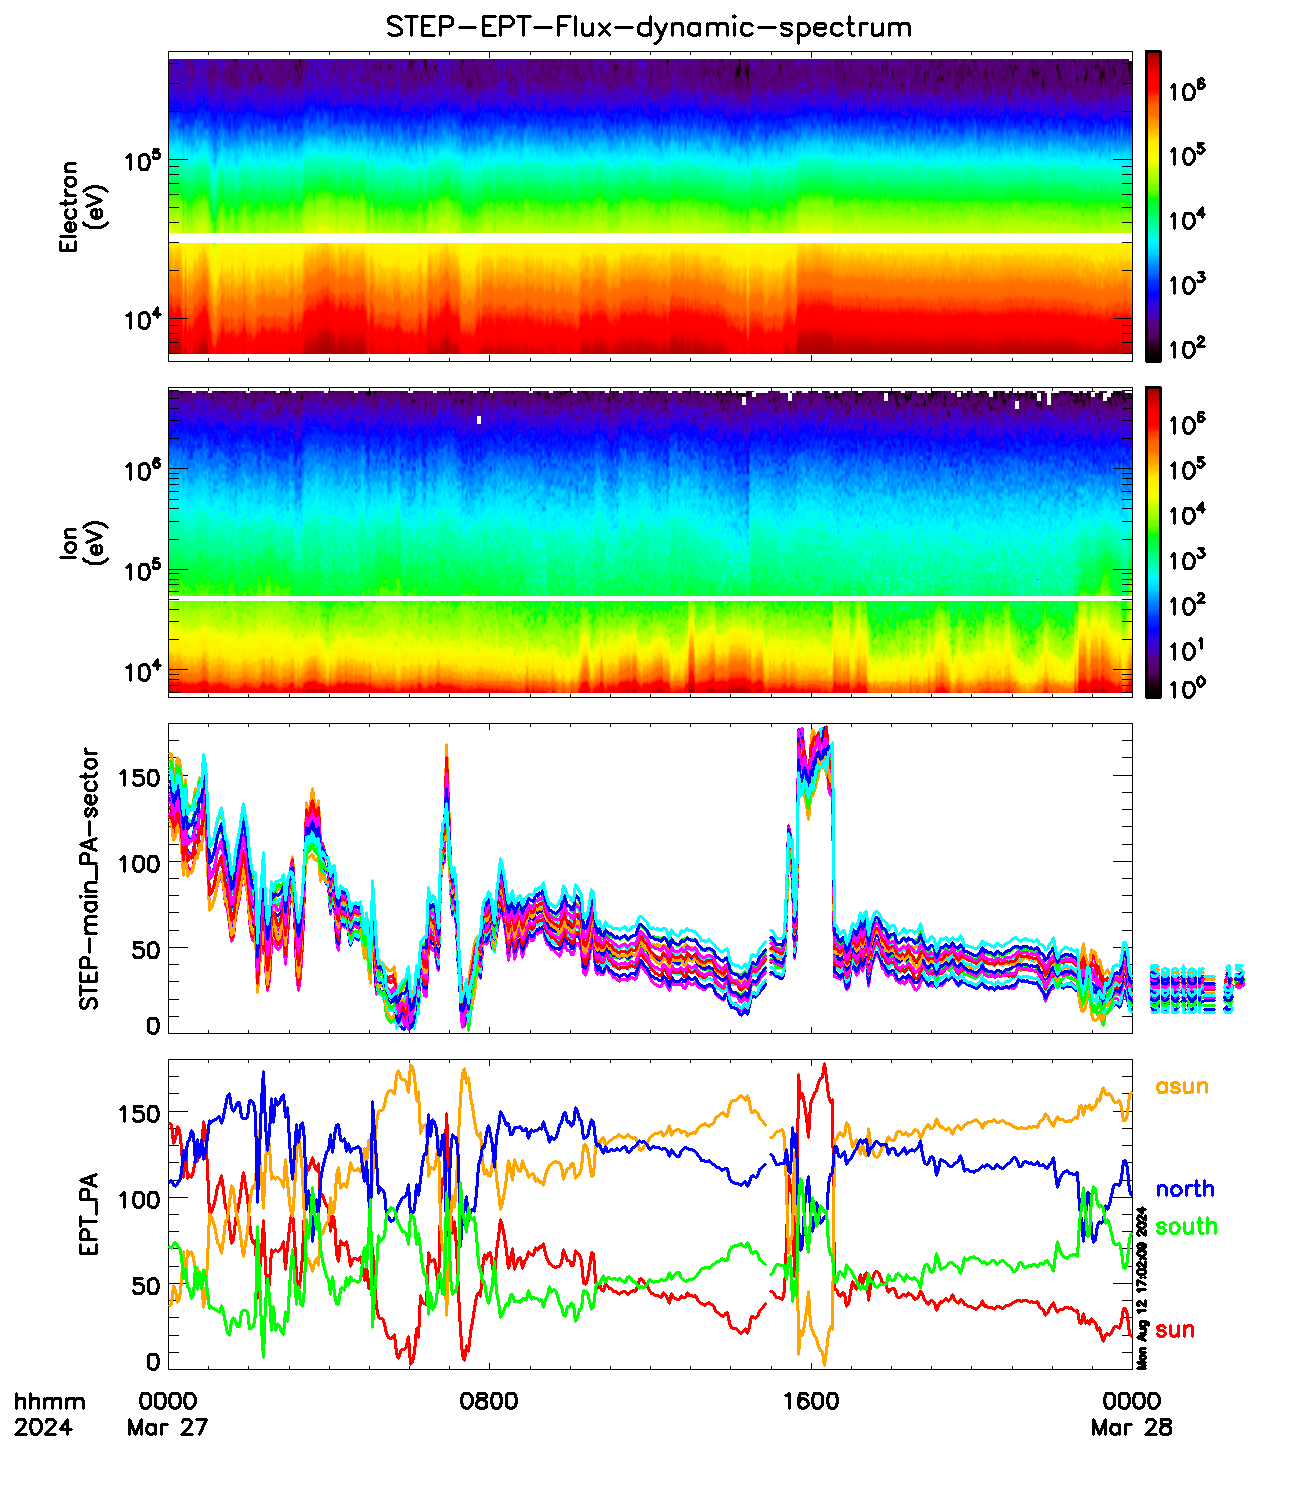 STEP-EPT-Flux-dynamic-spectrum
Electron
(eV)
10^5
10^4
10^6
10^5
10^4
10^3
10^2
Ion
(eV)
10^6
10^5
10^4
10^6
10^5
10^4
10^3
10^2
10^1
10^0
STEP-main_PA-sector
150
100
50
0
15
EPT_PA
150
100
50
0
asun
north
south
sun
Mon Aug 12 17:02:09 2024
hhmm 0000 0800 1600 0000
2024 Mar 27 Mar 28